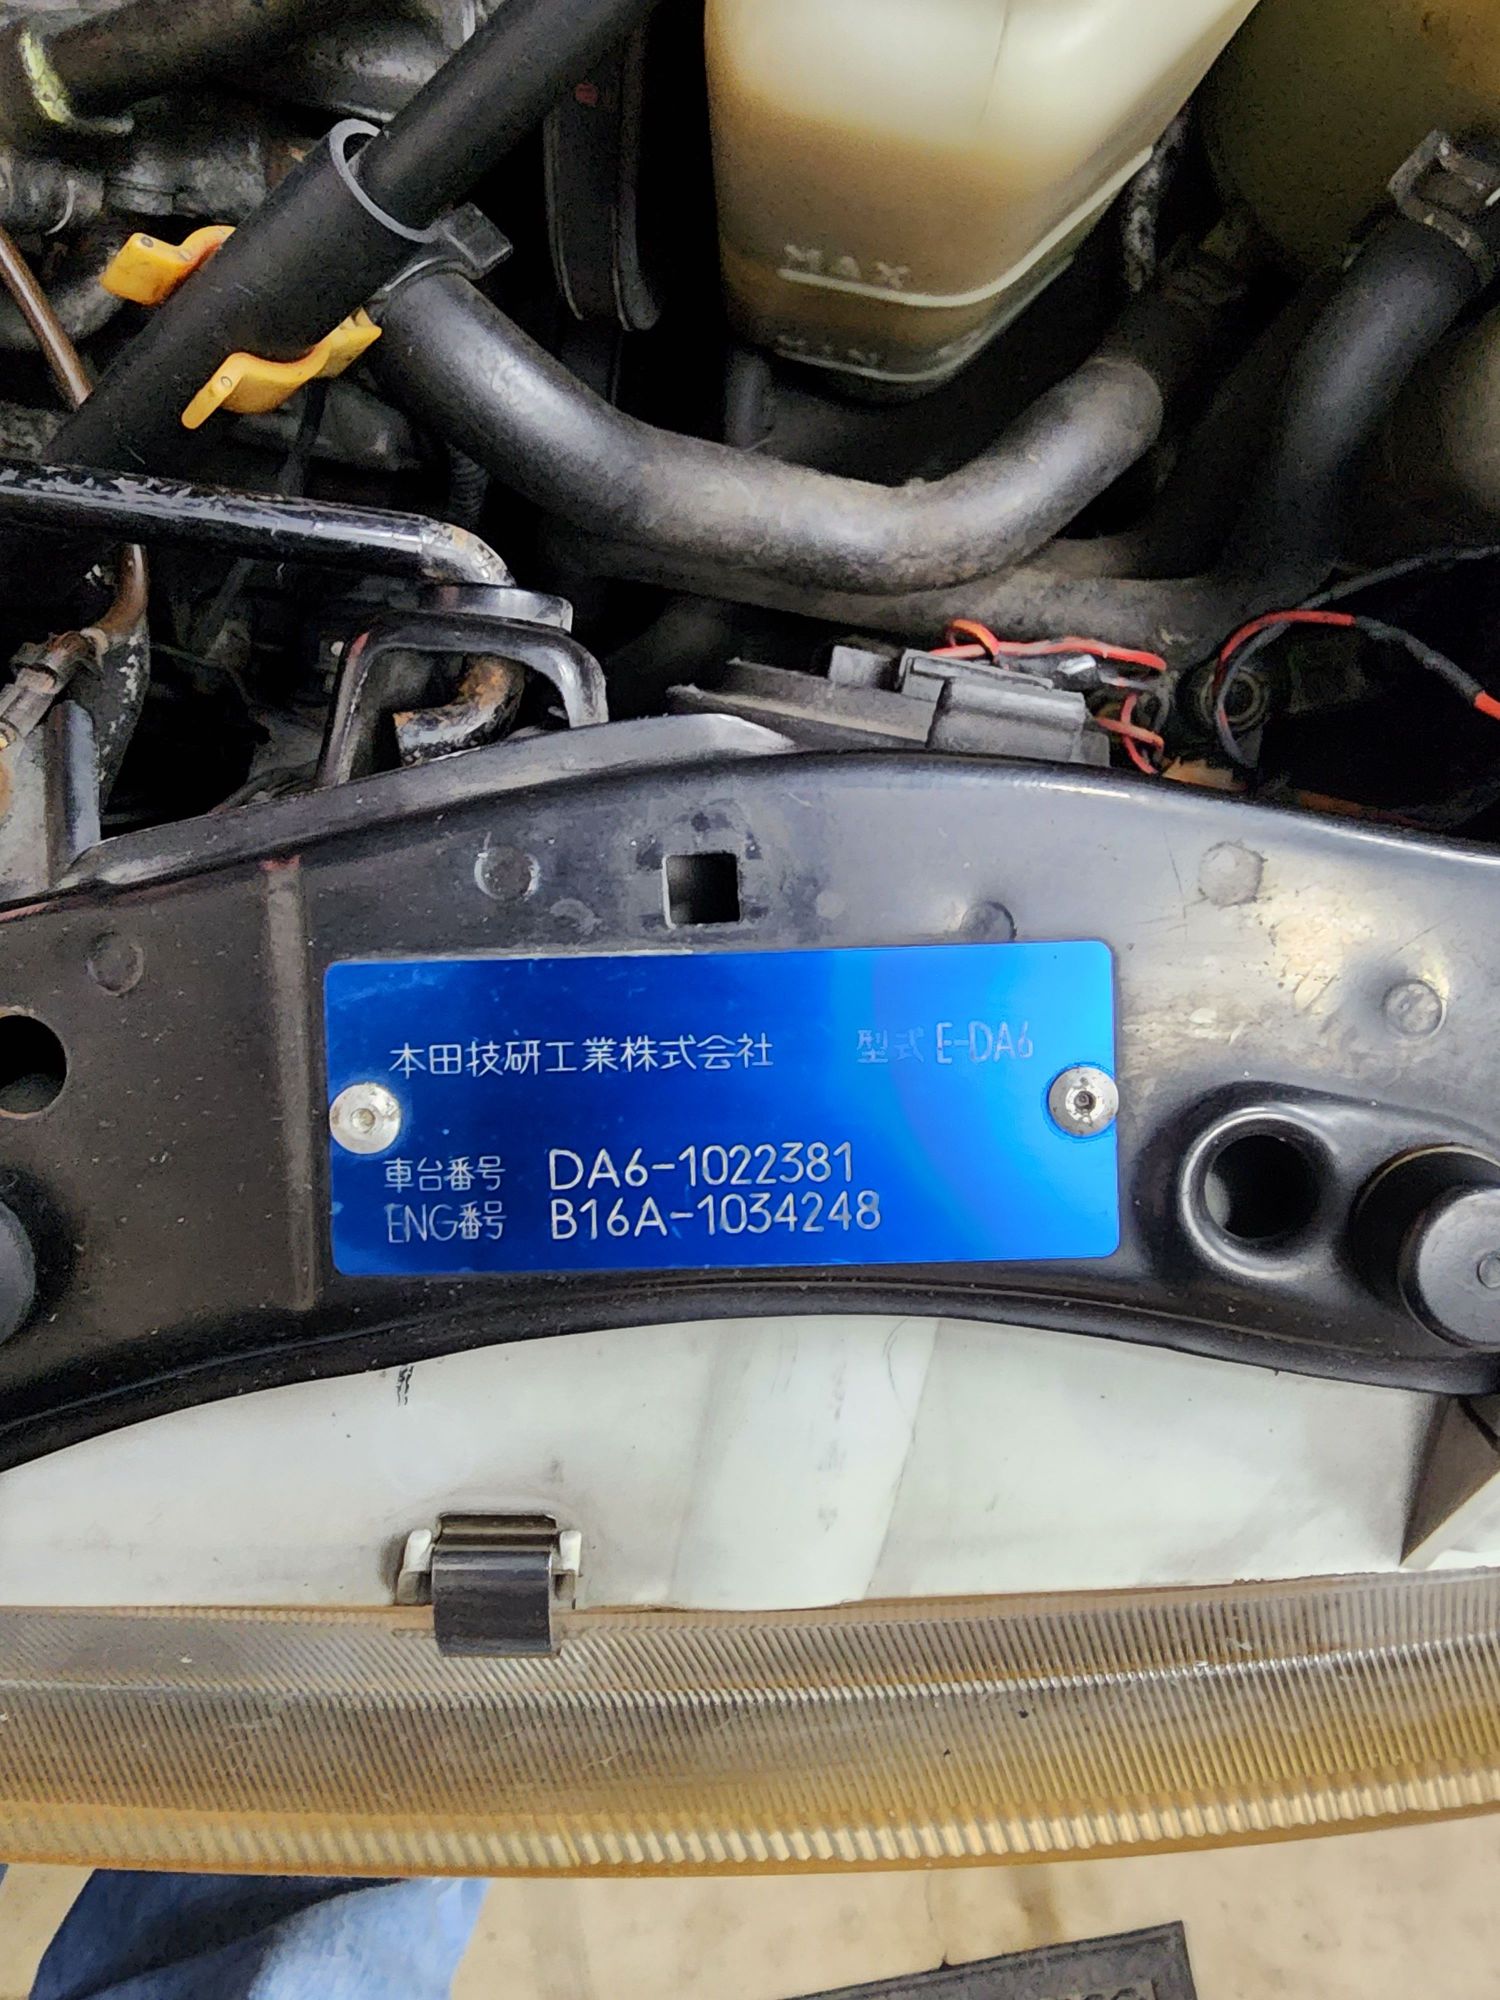 MAX
MIN
本田技研工業株式会社 型式 E-DA6
車台番号 DA6-1022381
ENG番号 B16A-1034248